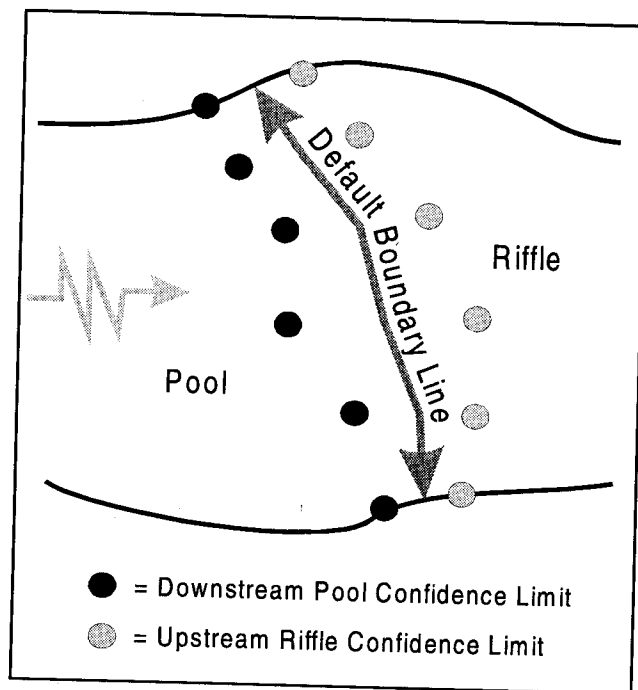 Default Boundary Line
Riffle
Pool
= Downstream Pool Confidence Limit
= Upstream Riffle Confidence Limit